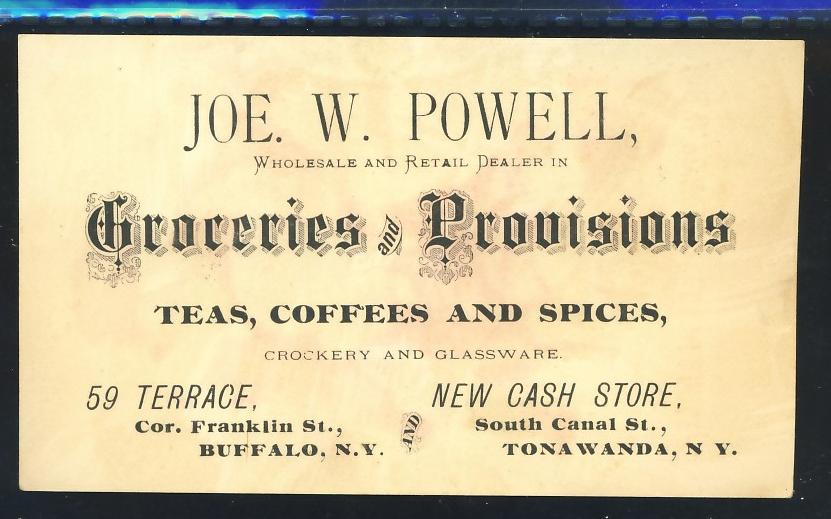 JOE. W. POWELL,
WHOLESALE AND RETAIL DEALER IN
Groceries and Provisions
TEAS, COFFEES AND SPICES,
CROCKERY AND GLASSWARE.
59 TERRACE,
Cor. Franklin St.,
BUFFALO, N.Y.
AND
NEW CASH STORE,
South Canal St.,
TONAWANDA, N Y.